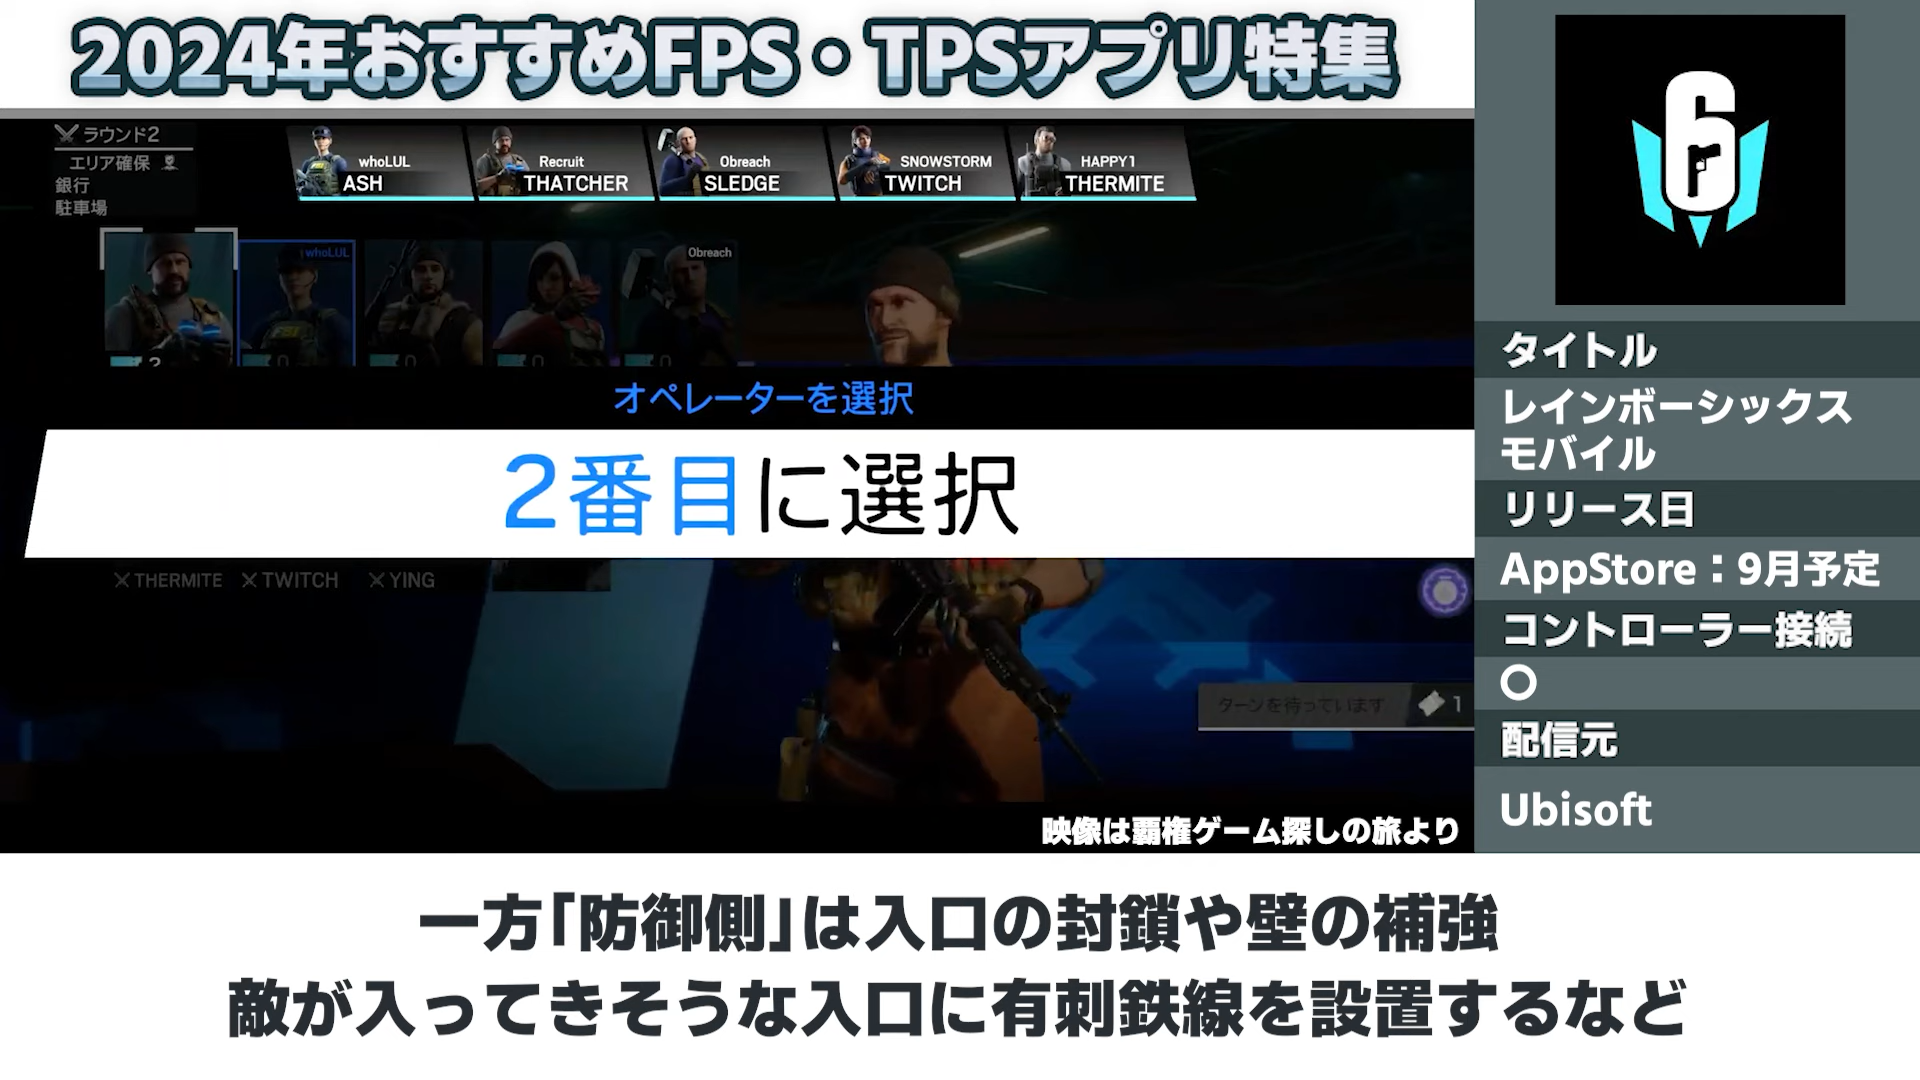 2024年おすすめFPS・TPSアプリ特集
ラウンド2
エリア確保
銀行
駐車場
whoLUL
ASH
Recruit
THATCHER
Obreach
SLEDGE
SNOWSTORM
TWITCH
HAPPY1
THERMITE
whoLUL
Obreach
FBI
2
0
0
0
0
オペレーターを選択
2番目に選択
THERMITE
TWITCH
YING
ターンを待っています
1
映像は覇権ゲーム探しの旅より
6
タイトル
レインボーシックス
モバイル
リリース日
AppStore：9月予定
コントローラー接続
〇
配信元
Ubisoft
一方「防御側」は入口の封鎖や壁の補強
敵が入ってきそうな入口に有刺鉄線を設置するなど